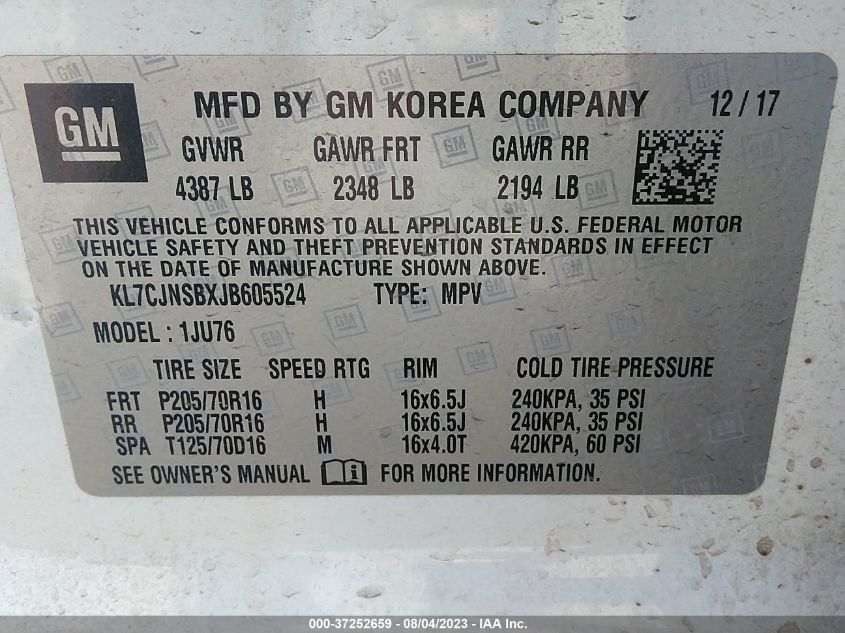 GM MFD BY GM KOREA COMPANY 12/17
GVWR GAWR FRT GAWR RR
4387 LB 2348 LB 2194 LB
THIS VEHICLE CONFORMS TO ALL APPLICABLE U.S. FEDERAL MOTOR
VEHICLE SAFETY AND THEFT PREVENTION STANDARDS IN EFFECT
ON THE DATE OF MANUFACTURE SHOWN ABOVE.
KL7CJNSBXJB605524 TYPE: MPV
MODEL : 1JU76
TIRE SIZE SPEED RTG RIM COLD TIRE PRESSURE
FRT P205/70R16 H 16x6.5J 240KPA, 35 PSI
RR P205/70R16 H 16x6.5J 240KPA, 35 PSI
SPA T125/70D16 M 16x4.0T 420KPA, 60 PSI
SEE OWNER'S MANUAL i FOR MORE INFORMATION.
000-37252659 - 08/04/2023 - IAA Inc.